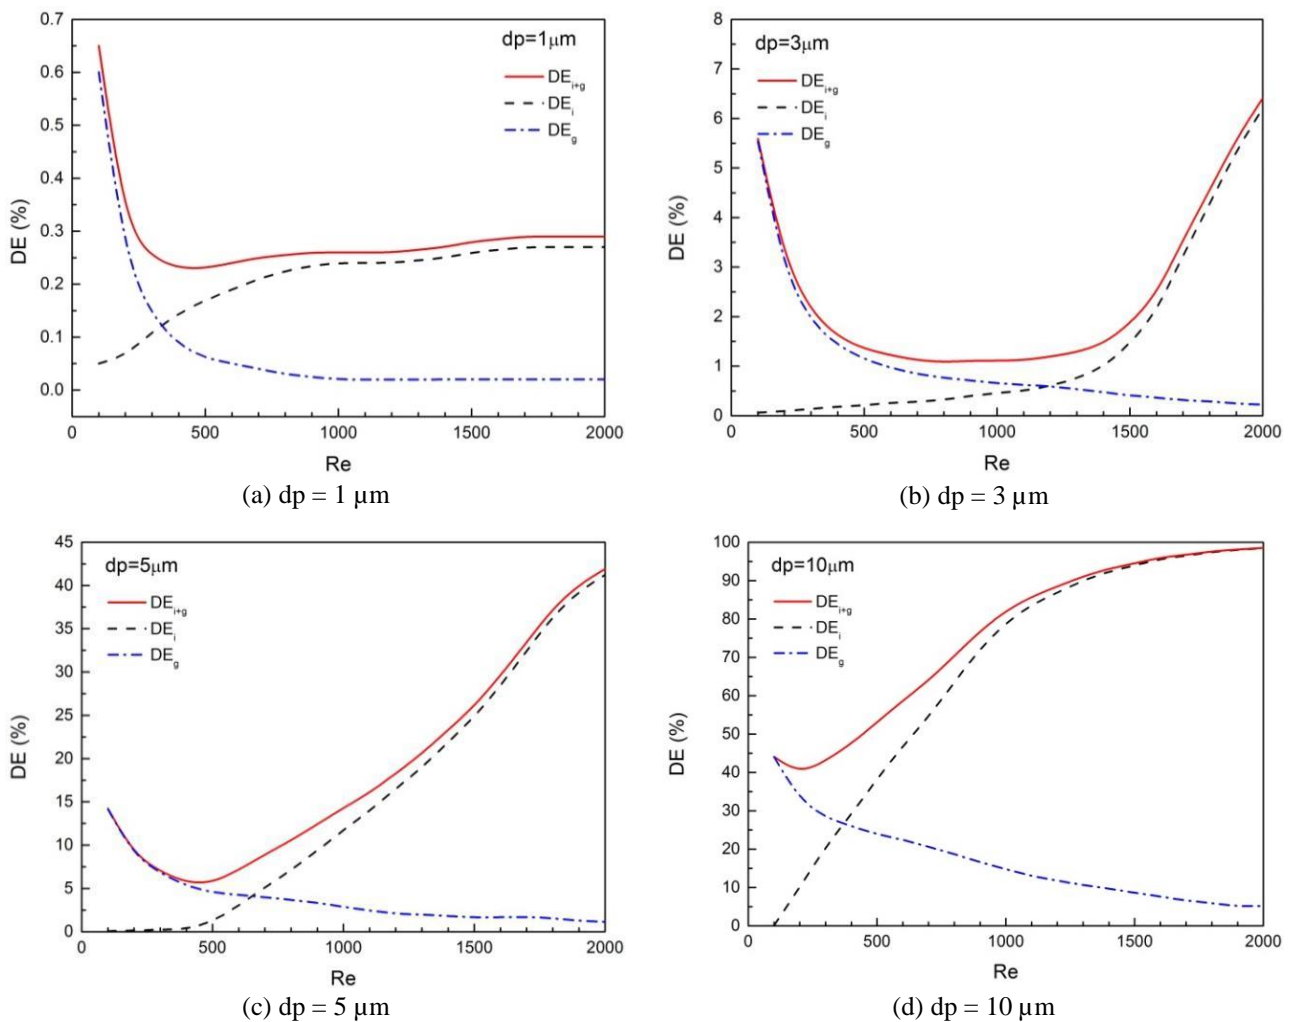 dp=1μm
DE_{i+g}
DE_i
DE_g
0.7
0.6
0.5
0.4
0.3
0.2
0.1
0.0
DE (%)
0 500 1000 1500 2000
Re
(a) dp = 1 µm
dp=3μm
DE_{i+g}
DE_i
DE_g
8
7
6
5
4
3
2
1
0
DE (%)
0 500 1000 1500 2000
Re
(b) dp = 3 µm
dp=5μm
DE_{i+g}
DE_i
DE_g
45
40
35
30
25
20
15
10
5
0
DE (%)
0 500 1000 1500 2000
Re
(c) dp = 5 µm
dp=10μm
DE_{i+g}
DE_i
DE_g
100
90
80
70
60
50
40
30
20
10
0
DE (%)
0 500 1000 1500 2000
Re
(d) dp = 10 µm